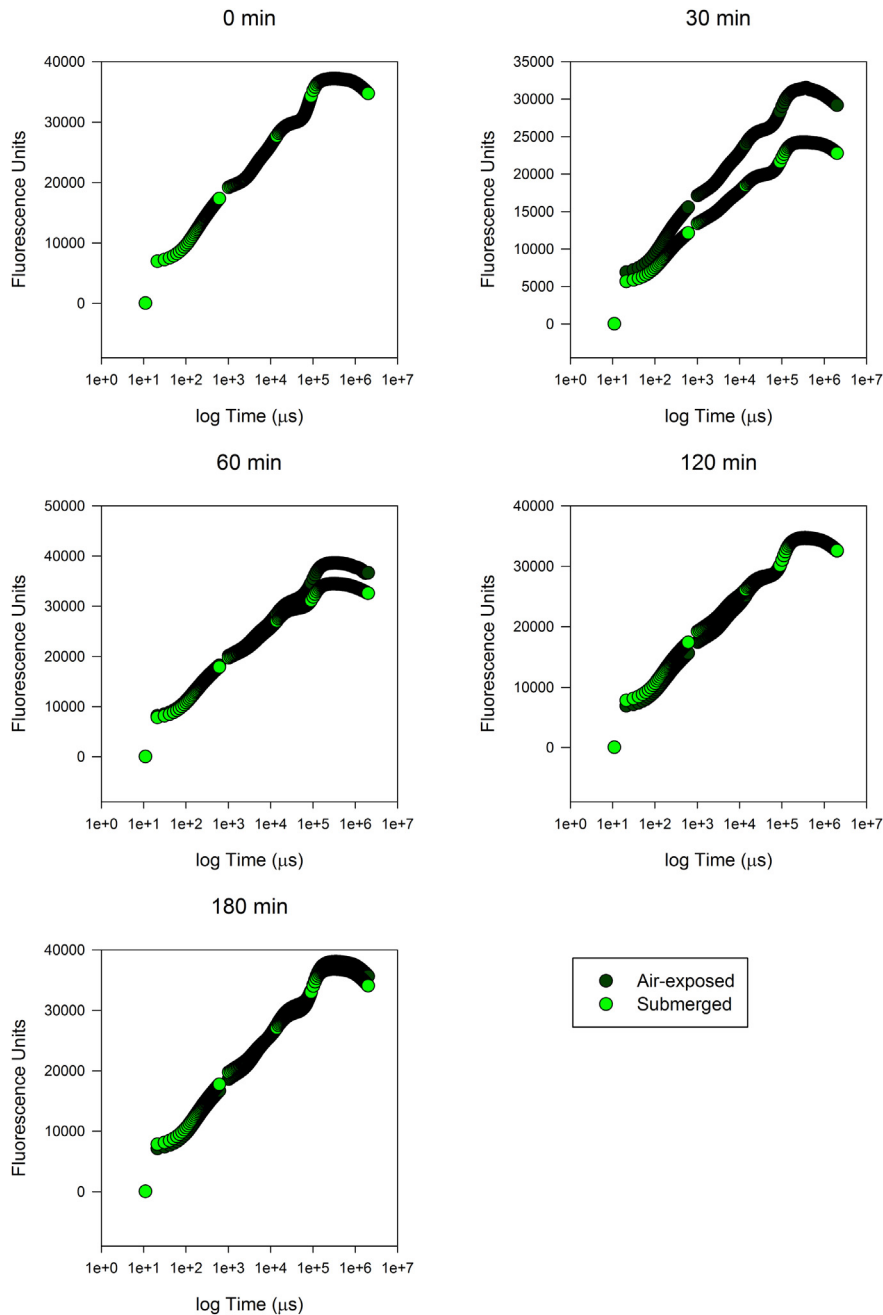 0 min
40000
30000
20000
10000
0
Fluorescence Units
1e+0 1e+1 1e+2 1e+3 1e+4 1e+5 1e+6 1e+7
log Time (μs)
30 min
35000
30000
25000
20000
15000
10000
5000
0
Fluorescence Units
1e+0 1e+1 1e+2 1e+3 1e+4 1e+5 1e+6 1e+7
log Time (μs)
60 min
50000
40000
30000
20000
10000
0
Fluorescence Units
1e+0 1e+1 1e+2 1e+3 1e+4 1e+5 1e+6 1e+7
log Time (μs)
120 min
40000
30000
20000
10000
0
Fluorescence Units
1e+0 1e+1 1e+2 1e+3 1e+4 1e+5 1e+6 1e+7
log Time (μs)
180 min
40000
30000
20000
10000
0
Fluorescence Units
1e+0 1e+1 1e+2 1e+3 1e+4 1e+5 1e+6 1e+7
log Time (μs)
Air-exposed
Submerged